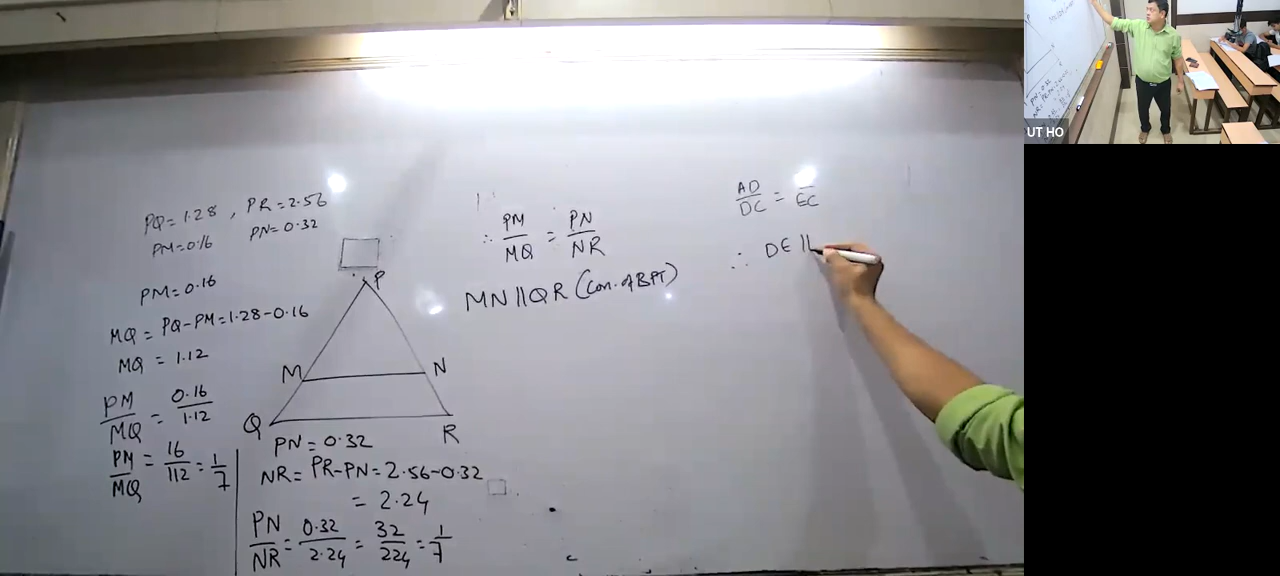 PQ = 1.28 , PR = 2.56
PM = 0.16 PN = 0.32
PM = 0.16
MQ = PQ - PM = 1.28 - 0.16
MQ = 1.12
PM/MQ = 0.16/1.12
PM/MQ = 16/112 = 1/7
P
M N
Q R
PN = 0.32
NR = PR - PN = 2.56 - 0.32
= 2.24
PN/NR = 0.32/2.24 = 32/224 = 1/7
∴ PM/MQ = PN/NR
MN || QR (Con. of BPT)
AD/DC = /EC
∴ DE ||
UT HO